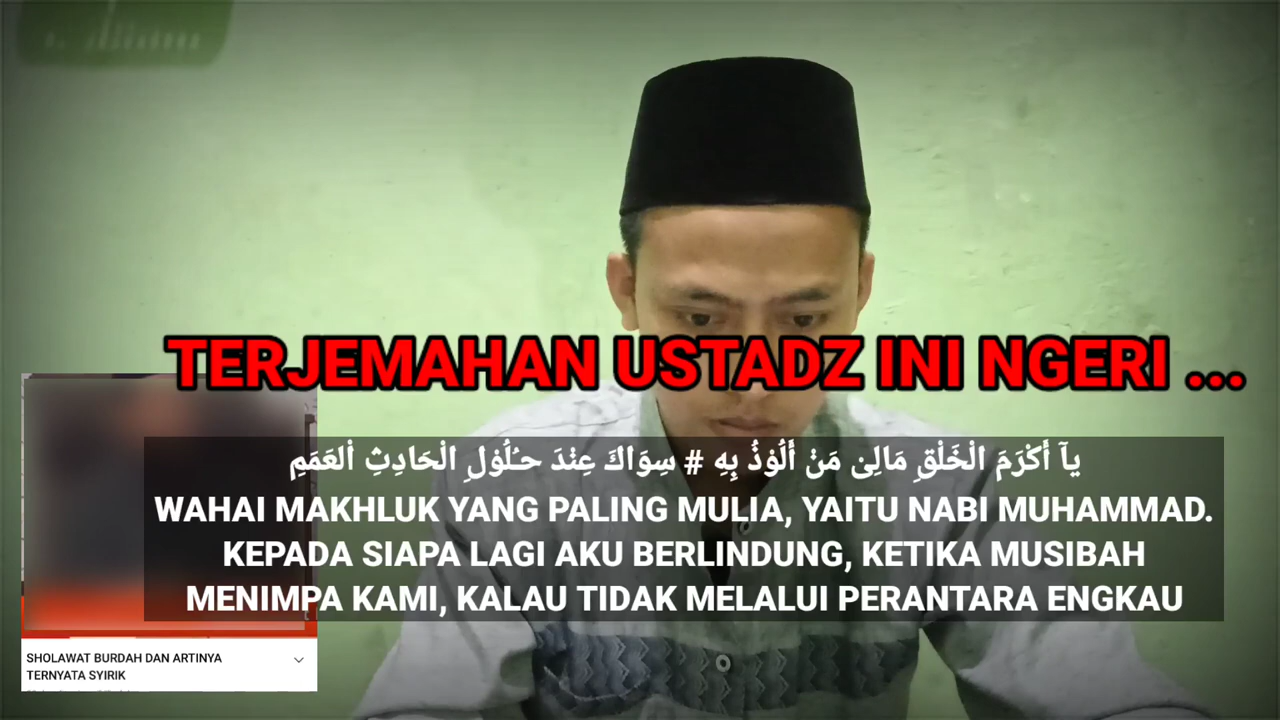 TERJEMAHAN USTADZ INI NGERI ...
يآ أَكْرَمَ الْخَلْقِ مَالِىْ مَنْ أَلُوْذُ بِهِ # سِوَاكَ عِنْدَ حـُلُوْلِ الْحَادِثِ الْعَمَمِ
WAHAI MAKHLUK YANG PALING MULIA, YAITU NABI MUHAMMAD.
KEPADA SIAPA LAGI AKU BERLINDUNG, KETIKA MUSIBAH
MENIMPA KAMI, KALAU TIDAK MELALUI PERANTARA ENGKAU
SHOLAWAT BURDAH DAN ARTINYA
TERNYATA SYIRIK